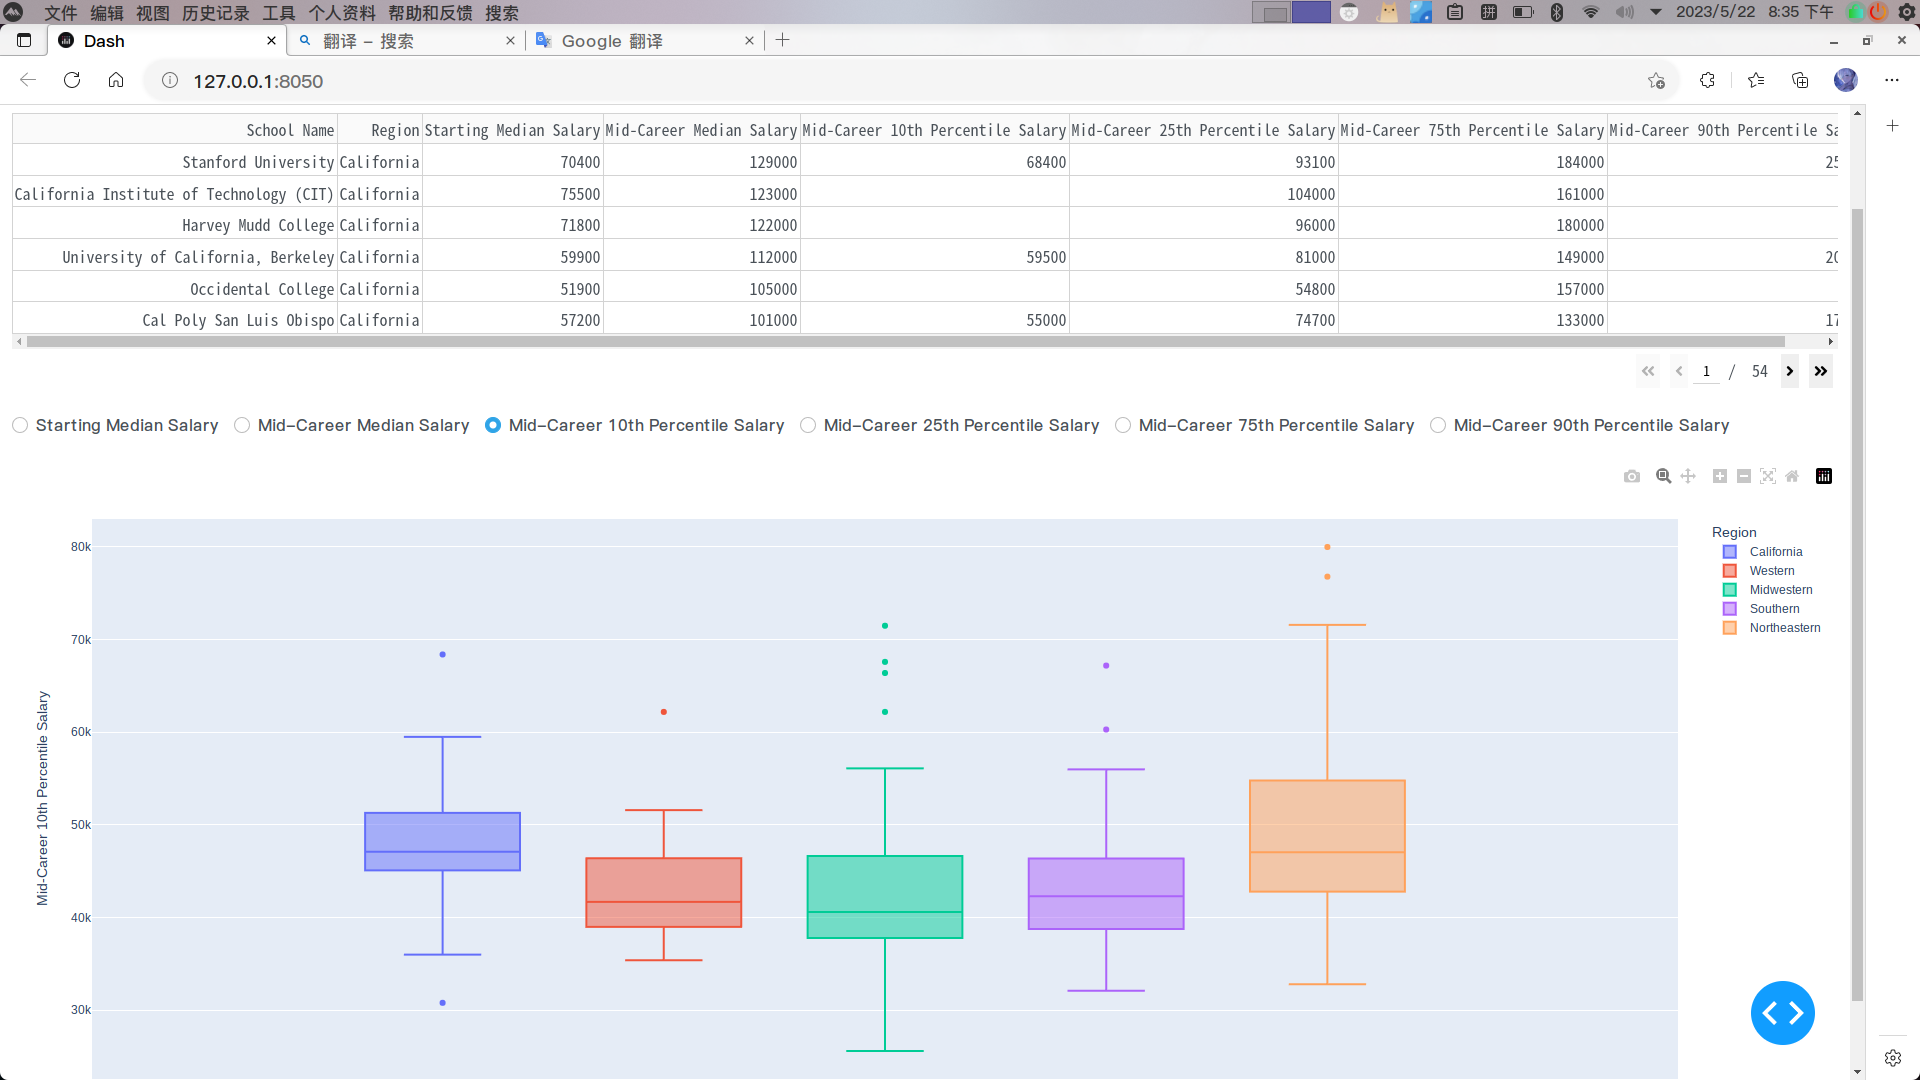 文件 编辑 视图 历史记录 工具 个人资料 帮助和反馈 搜索 拼 2023/5/22 8:35 下午
Dash 翻译 - 搜索 Google 翻译
127.0.0.1:8050
School Name Region Starting Median Salary Mid-Career Median Salary Mid-Career 10th Percentile Salary Mid-Career 25th Percentile Salary Mid-Career 75th Percentile Salary Mid-Career 90th Percentile Sa
Stanford University California 70400 129000 68400 93100 184000 25
California Institute of Technology (CIT) California 75500 123000 104000 161000
Harvey Mudd College California 71800 122000 96000 180000
University of California, Berkeley California 59900 112000 59500 81000 149000 20
Occidental College California 51900 105000 54800 157000
Cal Poly San Luis Obispo California 57200 101000 55000 74700 133000 17
1 / 54
Starting Median Salary Mid-Career Median Salary Mid-Career 10th Percentile Salary Mid-Career 25th Percentile Salary Mid-Career 75th Percentile Salary Mid-Career 90th Percentile Salary
Mid-Career 10th Percentile Salary
80k
70k
60k
50k
40k
30k
Region
California
Western
Midwestern
Southern
Northeastern